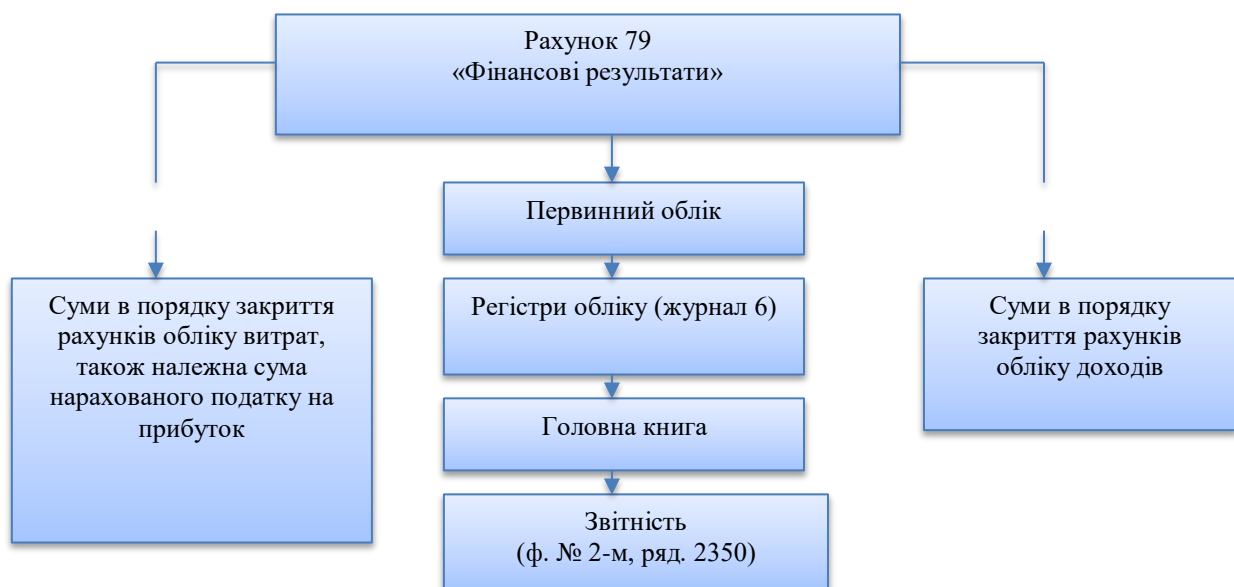 Рахунок 79
«Фінансові результати»
Первинний облік
Суми в порядку закриття
рахунків обліку витрат,
також належна сума
нарахованого податку на
прибуток
Регістри обліку (журнал 6)
Суми в порядку
закриття рахунків
обліку доходів
Головна книга
Звітність
(ф. № 2-м, ряд. 2350)